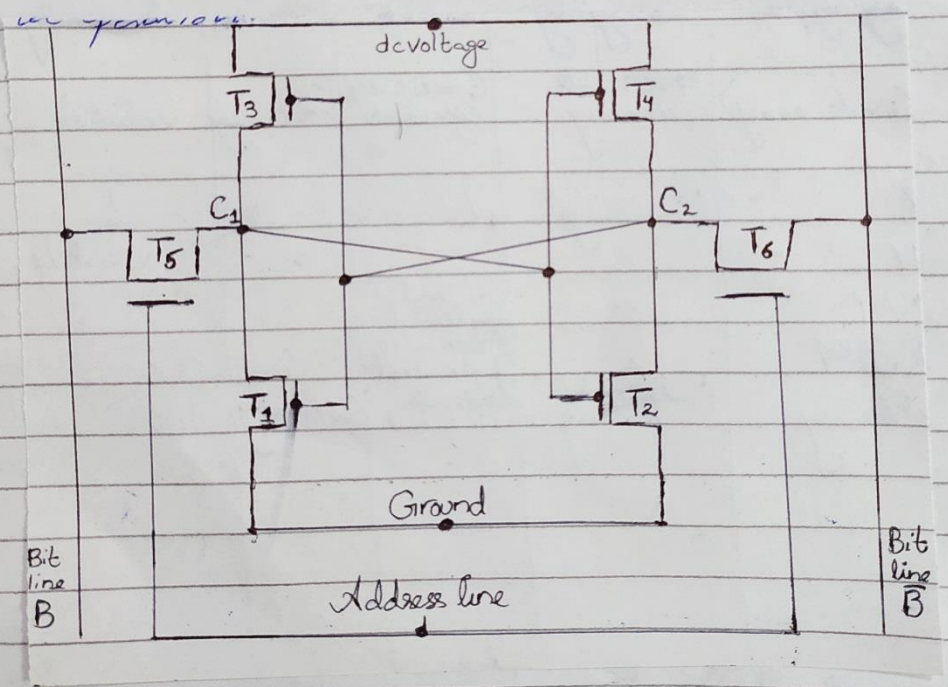 dcvoltage
T3
T4
C1
C2
T5
T6
T1
T2
Ground
Bit
line
B
Address line
Bit
line
B̅